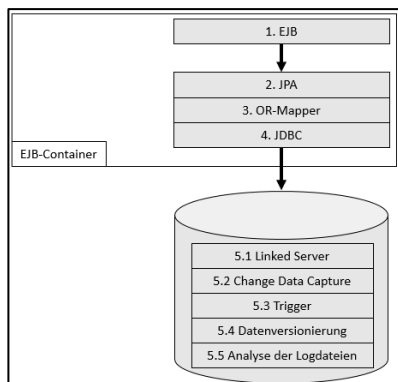 1. EJB
2. JPA
3. OR-Mapper
4. JDBC
EJB-Container
5.1 Linked Server
5.2 Change Data Capture
5.3 Trigger
5.4 Datenversionierung
5.5 Analyse der Logdateien